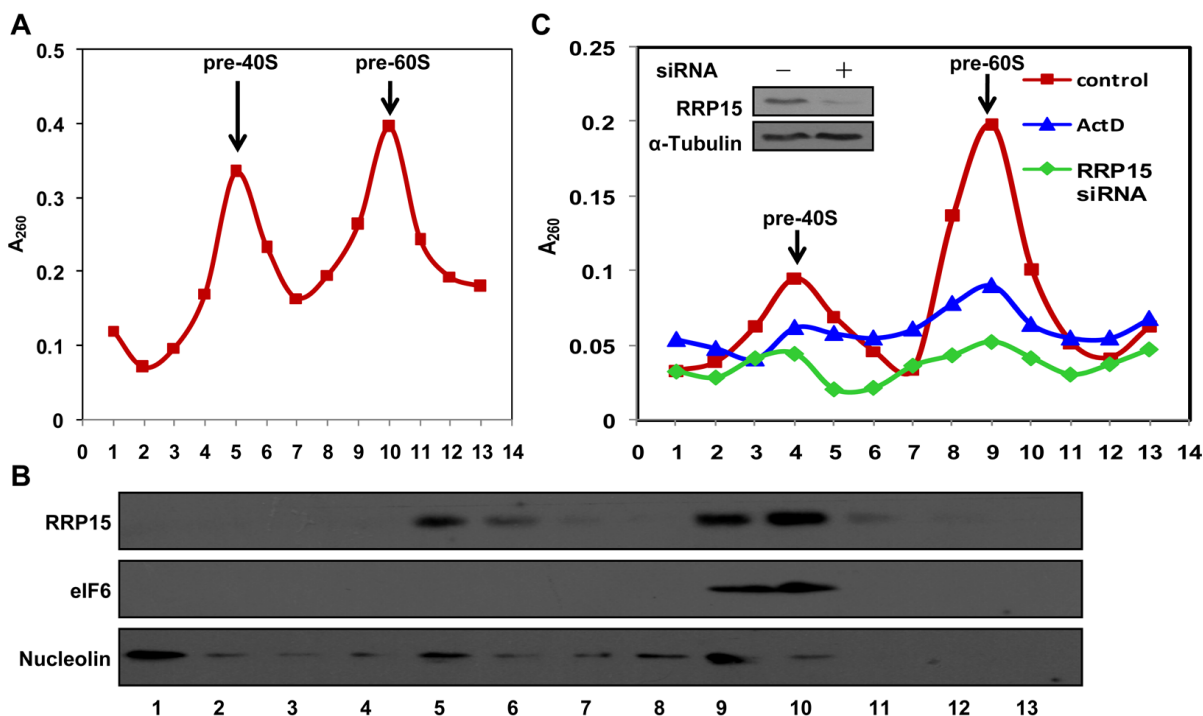 A
0.5
0.4
0.3
0.2
0.1
0
A260
pre-40S
pre-60S
0 1 2 3 4 5 6 7 8 9 10 11 12 13 14
C
0.25
0.2
0.15
0.1
0.05
0
A260
siRNA − +
RRP15
α-Tubulin
pre-40S
pre-60S
control
ActD
RRP15
siRNA
0 1 2 3 4 5 6 7 8 9 10 11 12 13 14
B
RRP15
eIF6
Nucleolin
1 2 3 4 5 6 7 8 9 10 11 12 13